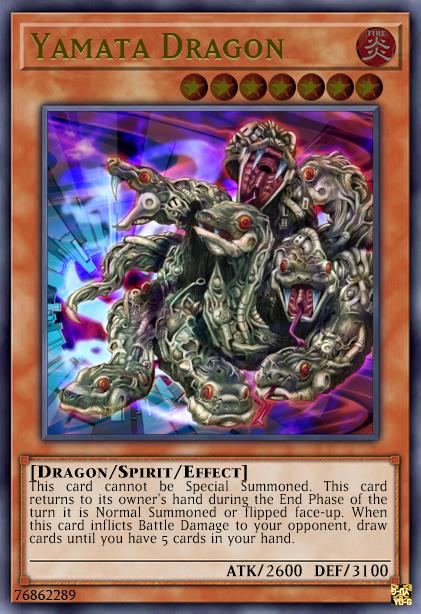 Yamata Dragon
FIRE
炎
[Dragon/Spirit/Effect]
This card cannot be Special Summoned. This card
returns to its owner's hand during the End Phase of the
turn it is Normal Summoned or flipped face-up. When
this card inflicts Battle Damage to your opponent, draw
cards until you have 5 cards in your hand.
ATK/2600 DEF/3100
76862289